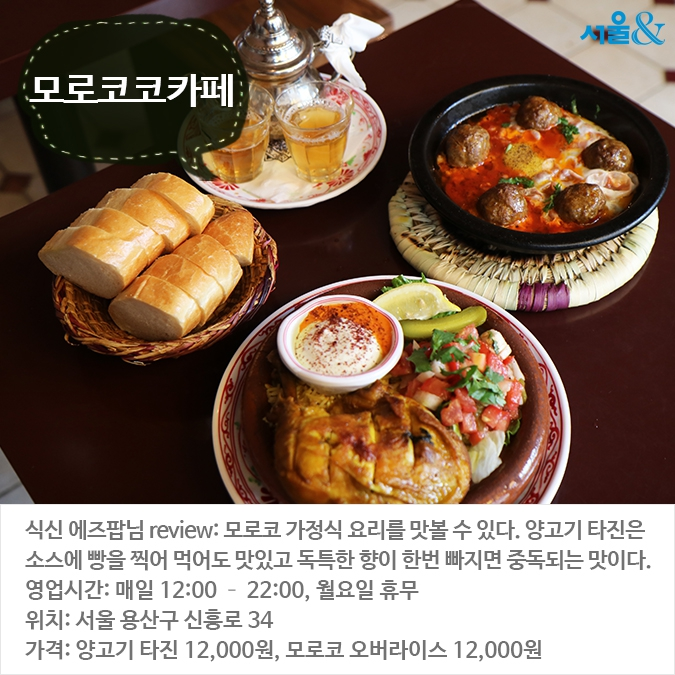 서울&
모로코코카페
식신 에즈팝님 review: 모로코 가정식 요리를 맛볼 수 있다. 양고기 타진은
소스에 빵을 찍어 먹어도 맛있고 독특한 향이 한번 빠지면 중독되는 맛이다.
영업시간: 매일 12:00 - 22:00, 월요일 휴무
위치: 서울 용산구 신흥로 34
가격: 양고기 타진 12,000원, 모로코 오버라이스 12,000원